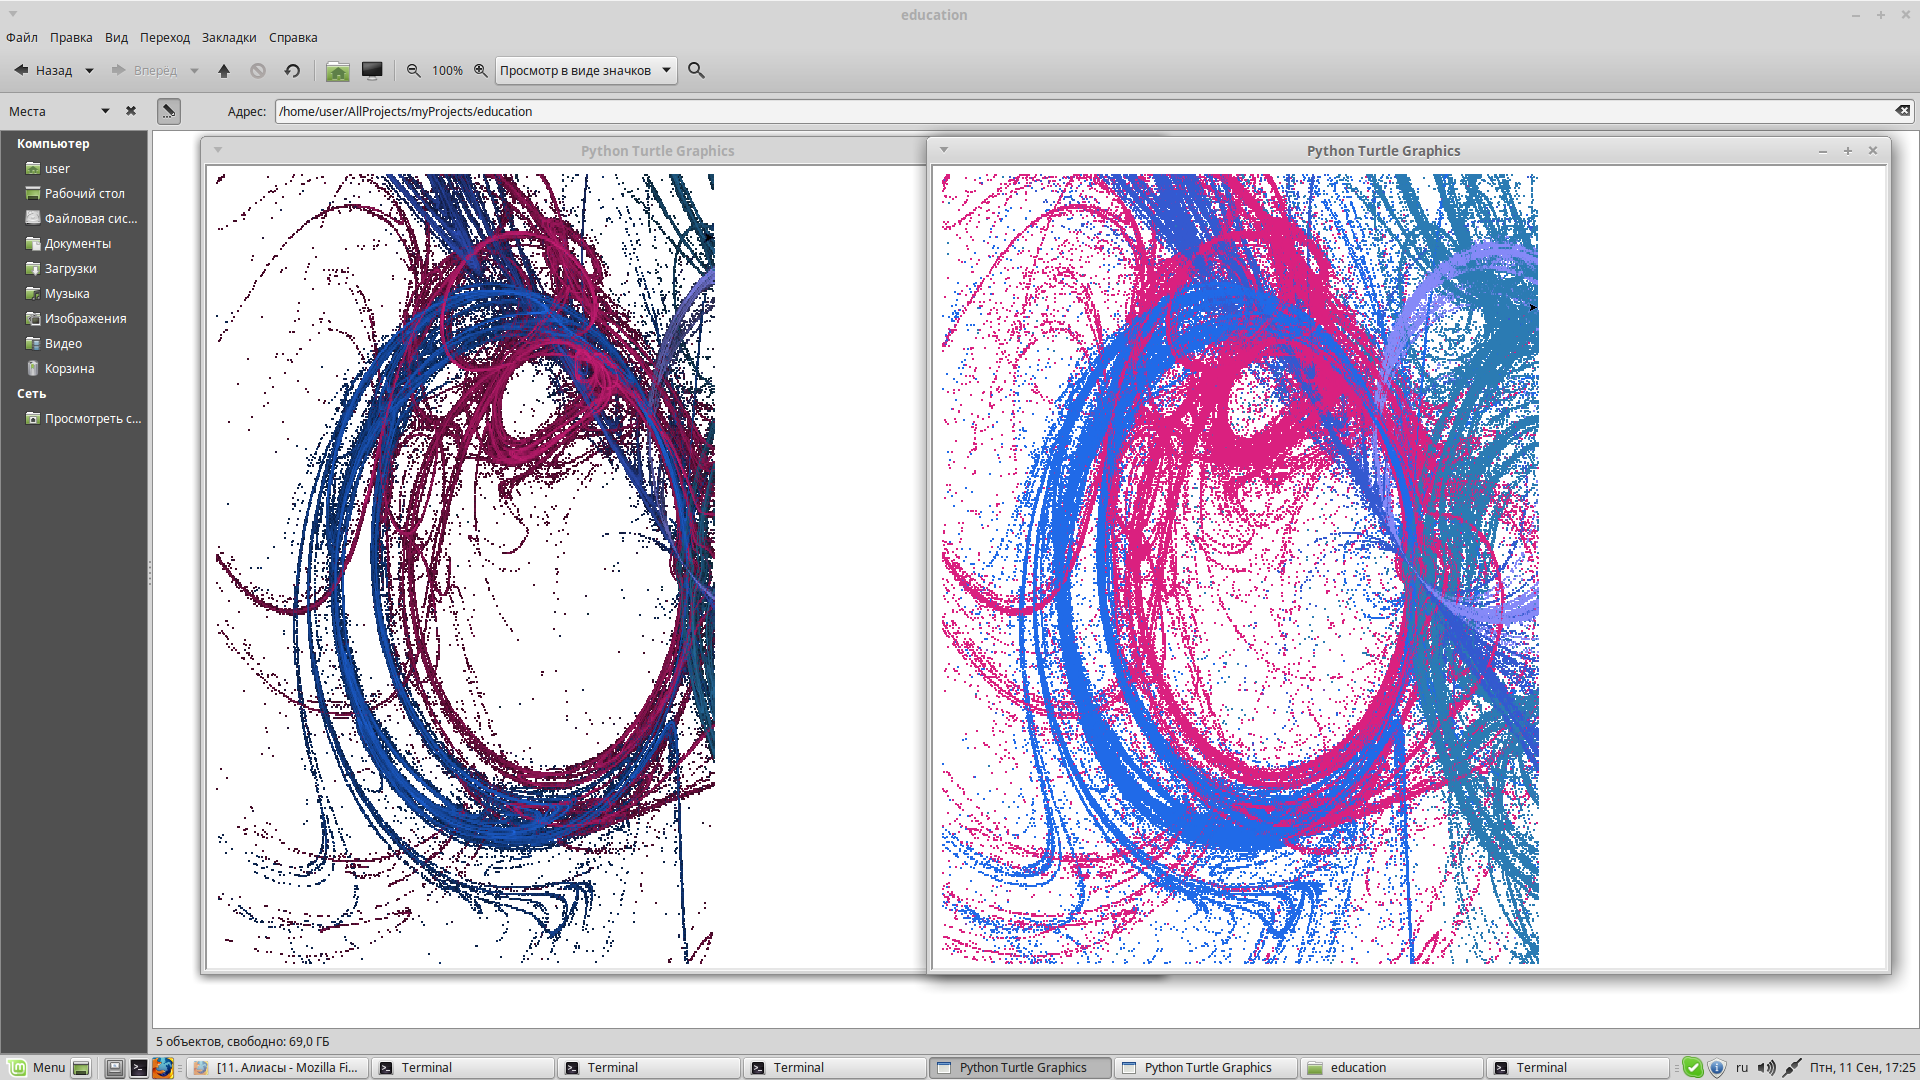 education
Файл Правка Вид Переход Закладки Справка
Назад Вперёд 100% Просмотр в виде значков
Места Адрес: /home/user/AllProjects/myProjects/education
Компьютер
user
Рабочий стол
Файловая сис...
Документы
Загрузки
Музыка
Изображения
Видео
Корзина
Сеть
Просмотреть с...
Python Turtle Graphics
Python Turtle Graphics
5 объектов, свободно: 69,0 ГБ
Menu [11. Алиасы - Mozilla Fi... Terminal Terminal Terminal Python Turtle Graphics Python Turtle Graphics education Terminal ru Птн, 11 Сен, 17:25